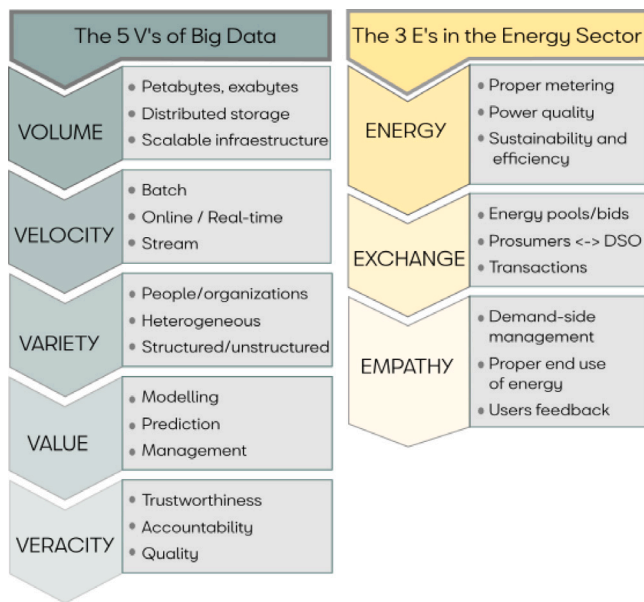 The 5 V's of Big Data
VOLUME
Petabytes, exabytes
Distributed storage
Scalable infraestructure
VELOCITY
Batch
Online / Real-time
Stream
VARIETY
People/organizations
Heterogeneous
Structured/unstructured
VALUE
Modelling
Prediction
Management
VERACITY
Trustworthiness
Accountability
Quality
The 3 E's in the Energy Sector
ENERGY
Proper metering
Power quality
Sustainability and
efficiency
EXCHANGE
Energy pools/bids
Prosumers <-> DSO
Transactions
EMPATHY
Demand-side
management
Proper end use
of energy
Users feedback